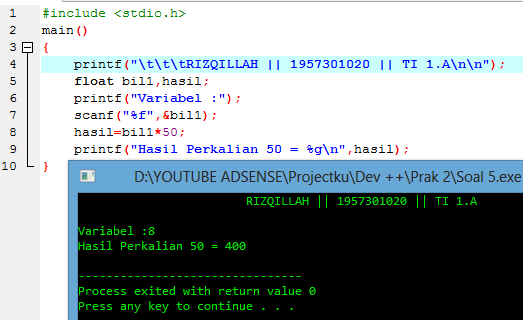 1 #include <stdio.h>
2 main()
3 {
4 printf("\t\t\tRIZQILLAH || 1957301020 || TI 1.A\n\n");
5 float bil1,hasil;
6 printf("Variabel :");
7 scanf("%f",&bil1);
8 hasil=bil1*50;
9 printf("Hasil Perkalian 50 = %g\n",hasil);
10 }
D:\YOUTUBE ADSENSE\Projectku\Dev ++\Prak 2\Soal 5.exe
RIZQILLAH || 1957301020 || TI 1.A
Variabel :8
Hasil Perkalian 50 = 400
--------------------------------
Process exited with return value 0
Press any key to continue . . .